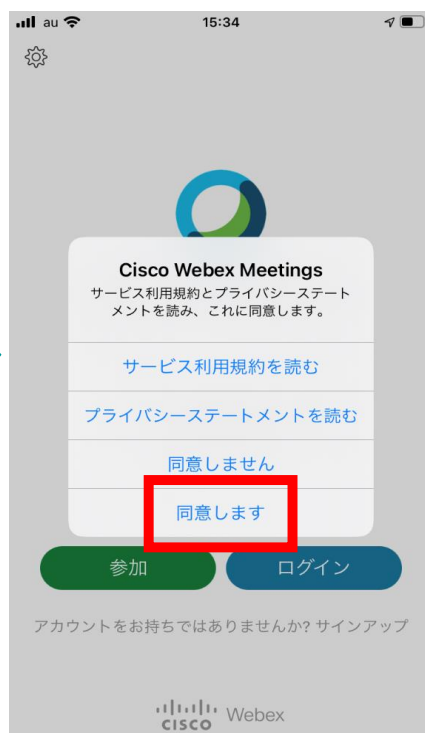 au 15:34
Cisco Webex Meetings
サービス利用規約とプライバシーステート
メントを読み、これに同意します。
サービス利用規約を読む
プライバシーステートメントを読む
同意しません
同意します
参加 ログイン
アカウントをお持ちではありませんか? サインアップ
CISCO Webex